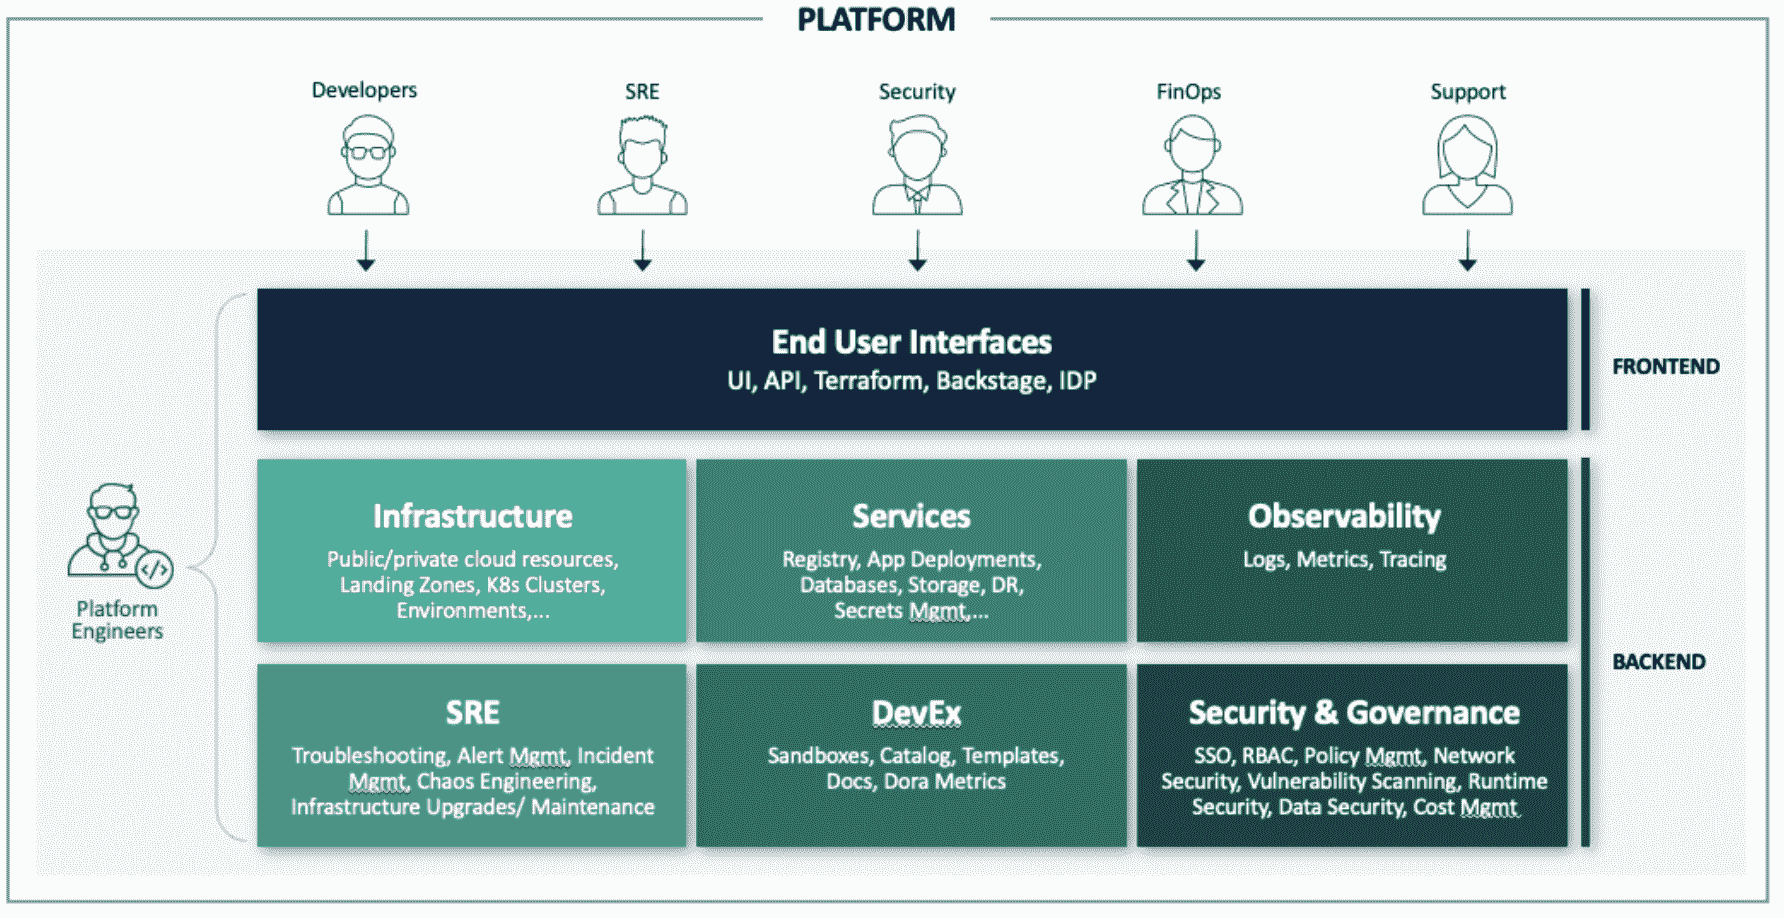 PLATFORM
Developers
SRE
Security
FinOps
Support
End User Interfaces
UI, API, Terraform, Backstage, IDP
FRONTEND
Platform
Engineers
Infrastructure
Public/private cloud resources,
Landing Zones, K8s Clusters,
Environments,...
Services
Registry, App Deployments,
Databases, Storage, DR,
Secrets Mgmt,...
Observability
Logs, Metrics, Tracing
BACKEND
SRE
Troubleshooting, Alert Mgmt, Incident
Mgmt, Chaos Engineering,
Infrastructure Upgrades/ Maintenance
DevEx
Sandboxes, Catalog, Templates,
Docs, Dora Metrics
Security & Governance
SSO, RBAC, Policy Mgmt, Network
Security, Vulnerability Scanning, Runtime
Security, Data Security, Cost Mgmt